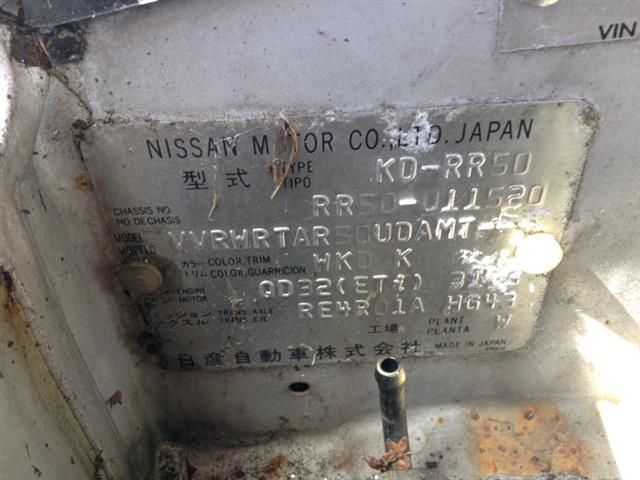 VIN
NISSAN MOTOR CO.,LTD. JAPAN
型式 TYPE TIPO KD-RR50
CHASSIS NO. NO. DE CHASIS RR50-011520
MODEL MODELO
カラー COLOR, TRIM
トリム COLOR, GUARNICION WK0 K
ENGINE MOTOR QD32(ETi)
ミッション TRANS. AXLE
アクスル TRANS. EJE RE4R01A HG43
工場 PLANT PLANTA W
日産自動車株式会社 MADE IN JAPAN